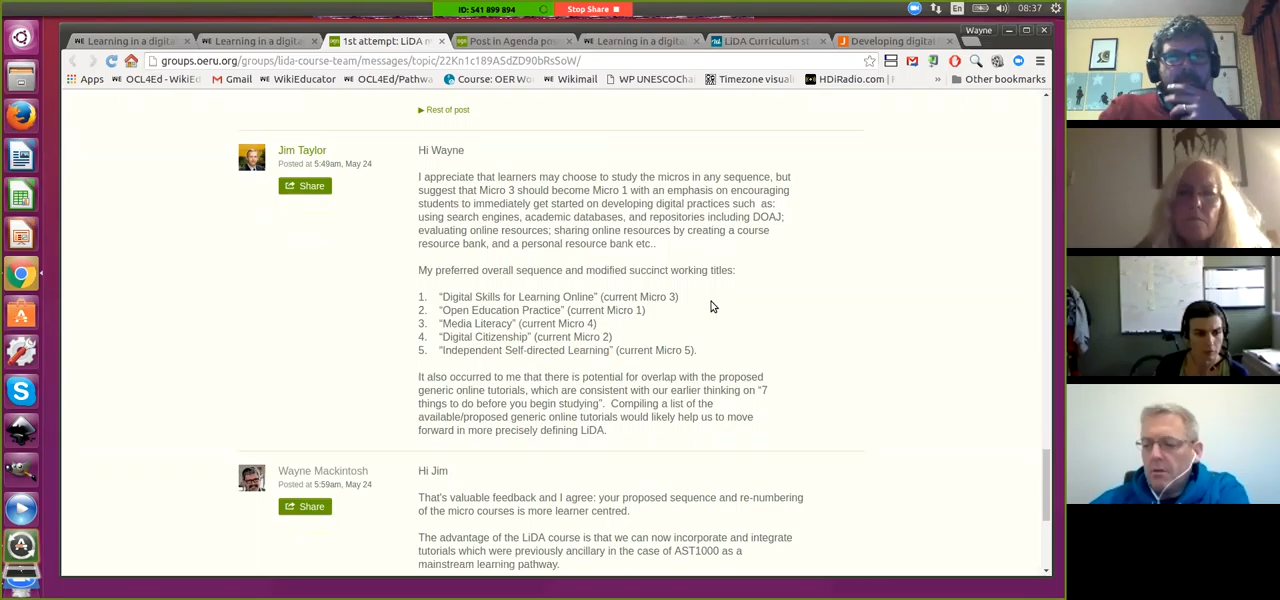 ID: 541 899 894
Stop Share
En
08:37
Wayne
Learning in a digita
Learning in a digita
1st attempt: LiDA m
Post in Agenda pos
Learning in a digita
LiDA Curriculum st
Developing digital
groups.oeru.org/groups/lida-course-team/messages/topic/22Kn1c189ASdZD90bRsSoW/
Apps
OCL4Ed - WikiEd
Gmail
WikiEducator
OCL4Ed/Pathwa
Course: OER Wor
Wikimail
WP UNESCOChai
Timezone visuali
HDiRadio.com |
»
Other bookmarks
Rest of post
Jim Taylor
Posted at 5:49am, May 24
Share
Hi Wayne
I appreciate that learners may choose to study the micros in any sequence, but
suggest that Micro 3 should become Micro 1 with an emphasis on encouraging
students to immediately get started on developing digital practices such as:
using search engines, academic databases, and repositories including DOAJ;
evaluating online resources; sharing online resources by creating a course
resource bank, and a personal resource bank etc..
My preferred overall sequence and modified succinct working titles:
1. “Digital Skills for Learning Online” (current Micro 3)
2. “Open Education Practice” (current Micro 1)
3. “Media Literacy” (current Micro 4)
4. “Digital Citizenship” (current Micro 2)
5. “Independent Self-directed Learning” (current Micro 5).
It also occurred to me that there is potential for overlap with the proposed
generic online tutorials, which are consistent with our earlier thinking on “7
things to do before you begin studying”. Compiling a list of the
available/proposed generic online tutorials would likely help us to move
forward in more precisely defining LiDA.
Wayne Mackintosh
Posted at 5:59am, May 24
Share
Hi Jim
That's valuable feedback and I agree: your proposed sequence and re-numbering
of the micro courses is more learner centred.
The advantage of the LiDA course is that we can now incorporate and integrate
tutorials which were previously ancillary in the case of AST1000 as a
mainstream learning pathway.